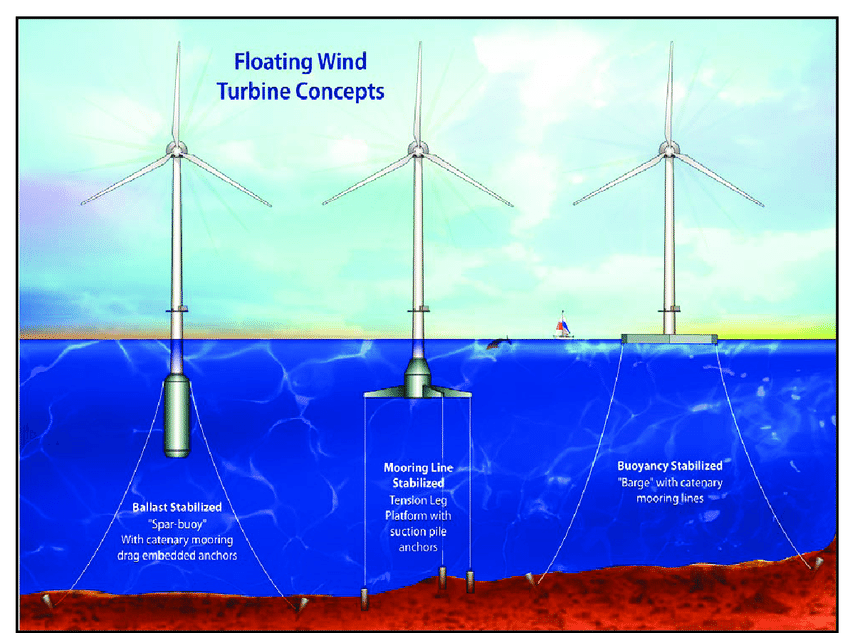 Floating Wind
Turbine Concepts
Ballast Stabilized
"Spar-buoy"
With catenary mooring
drag embedded anchors
Mooring Line
Stabilized
Tension Leg
Platform with
suction pile
anchors
Buoyancy Stabilized
"Barge" with catenary
mooring lines